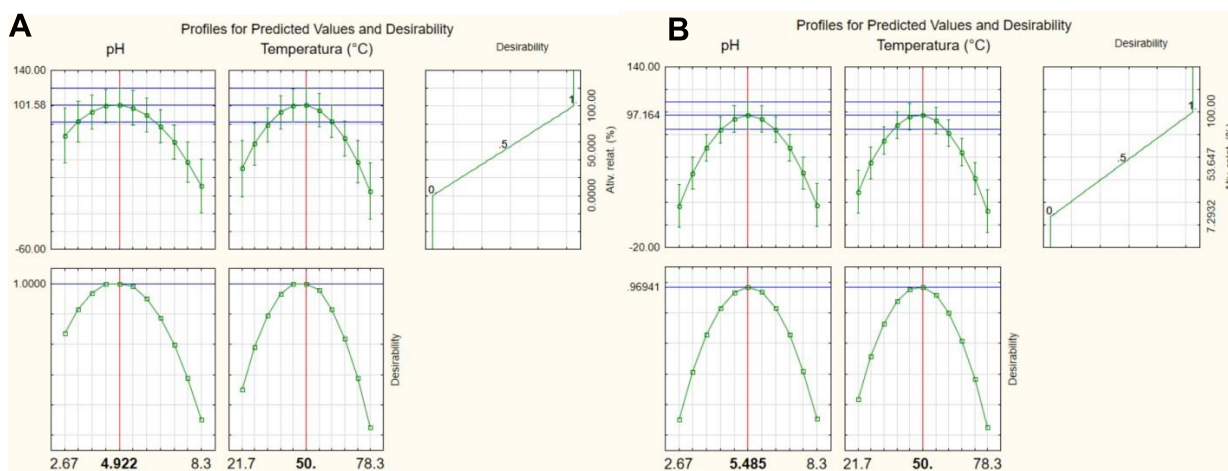 A
Profiles for Predicted Values and Desirability
pH
Temperatura (°C)
Desirability
140.00
101.58
-60.00
1.
.5
0
100.00
50.000
0.0000
Ativ. relat. (%)
1.0000
Desirability
2.67
4.922
8.3
21.7
50.
78.3
B
Profiles for Predicted Values and Desirability
pH
Temperatura (°C)
Desirability
140.00
97.164
-20.00
1.
.5
0
100.00
53.647
7.2932
Ativ. relat. (%)
.96941
Desirability
2.67
5.485
8.3
21.7
50.
78.3